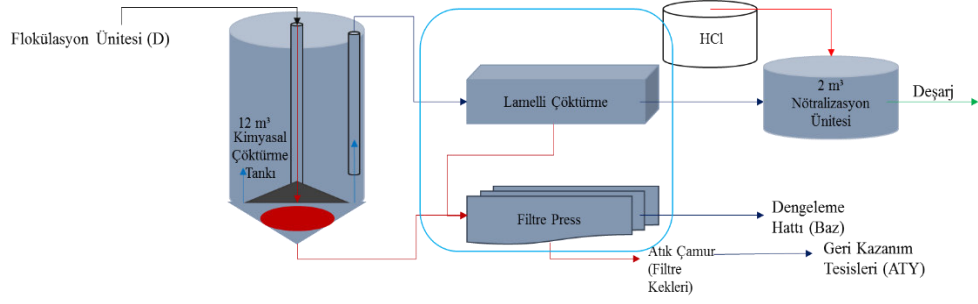 Flokülasyon Ünitesi (D)
12 m³
Kimyasal
Çöktürme
Tankı
Lamelli Çöktürme
HCl
2 m³
Nötralizasyon
Ünitesi
Deşarj
Filtre Press
Dengeleme
Hattı (Baz)
Atık Çamur
(Filtre
Kekleri)
Geri Kazanım
Tesisleri (ATY)